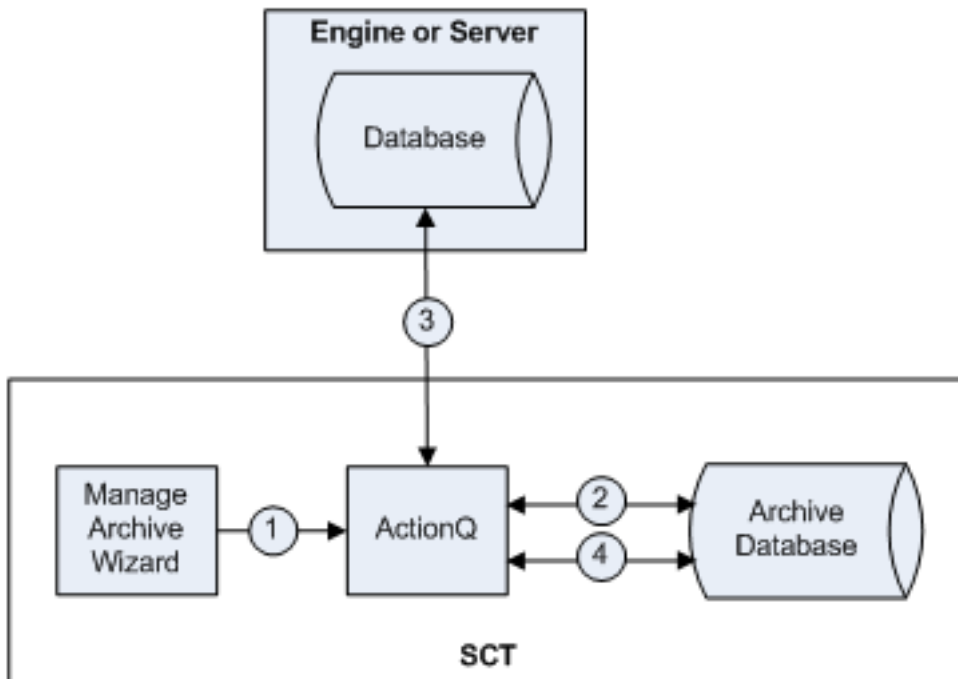 Engine or Server
Database
3
Manage
Archive
Wizard
1
ActionQ
2
4
Archive
Database
SCT